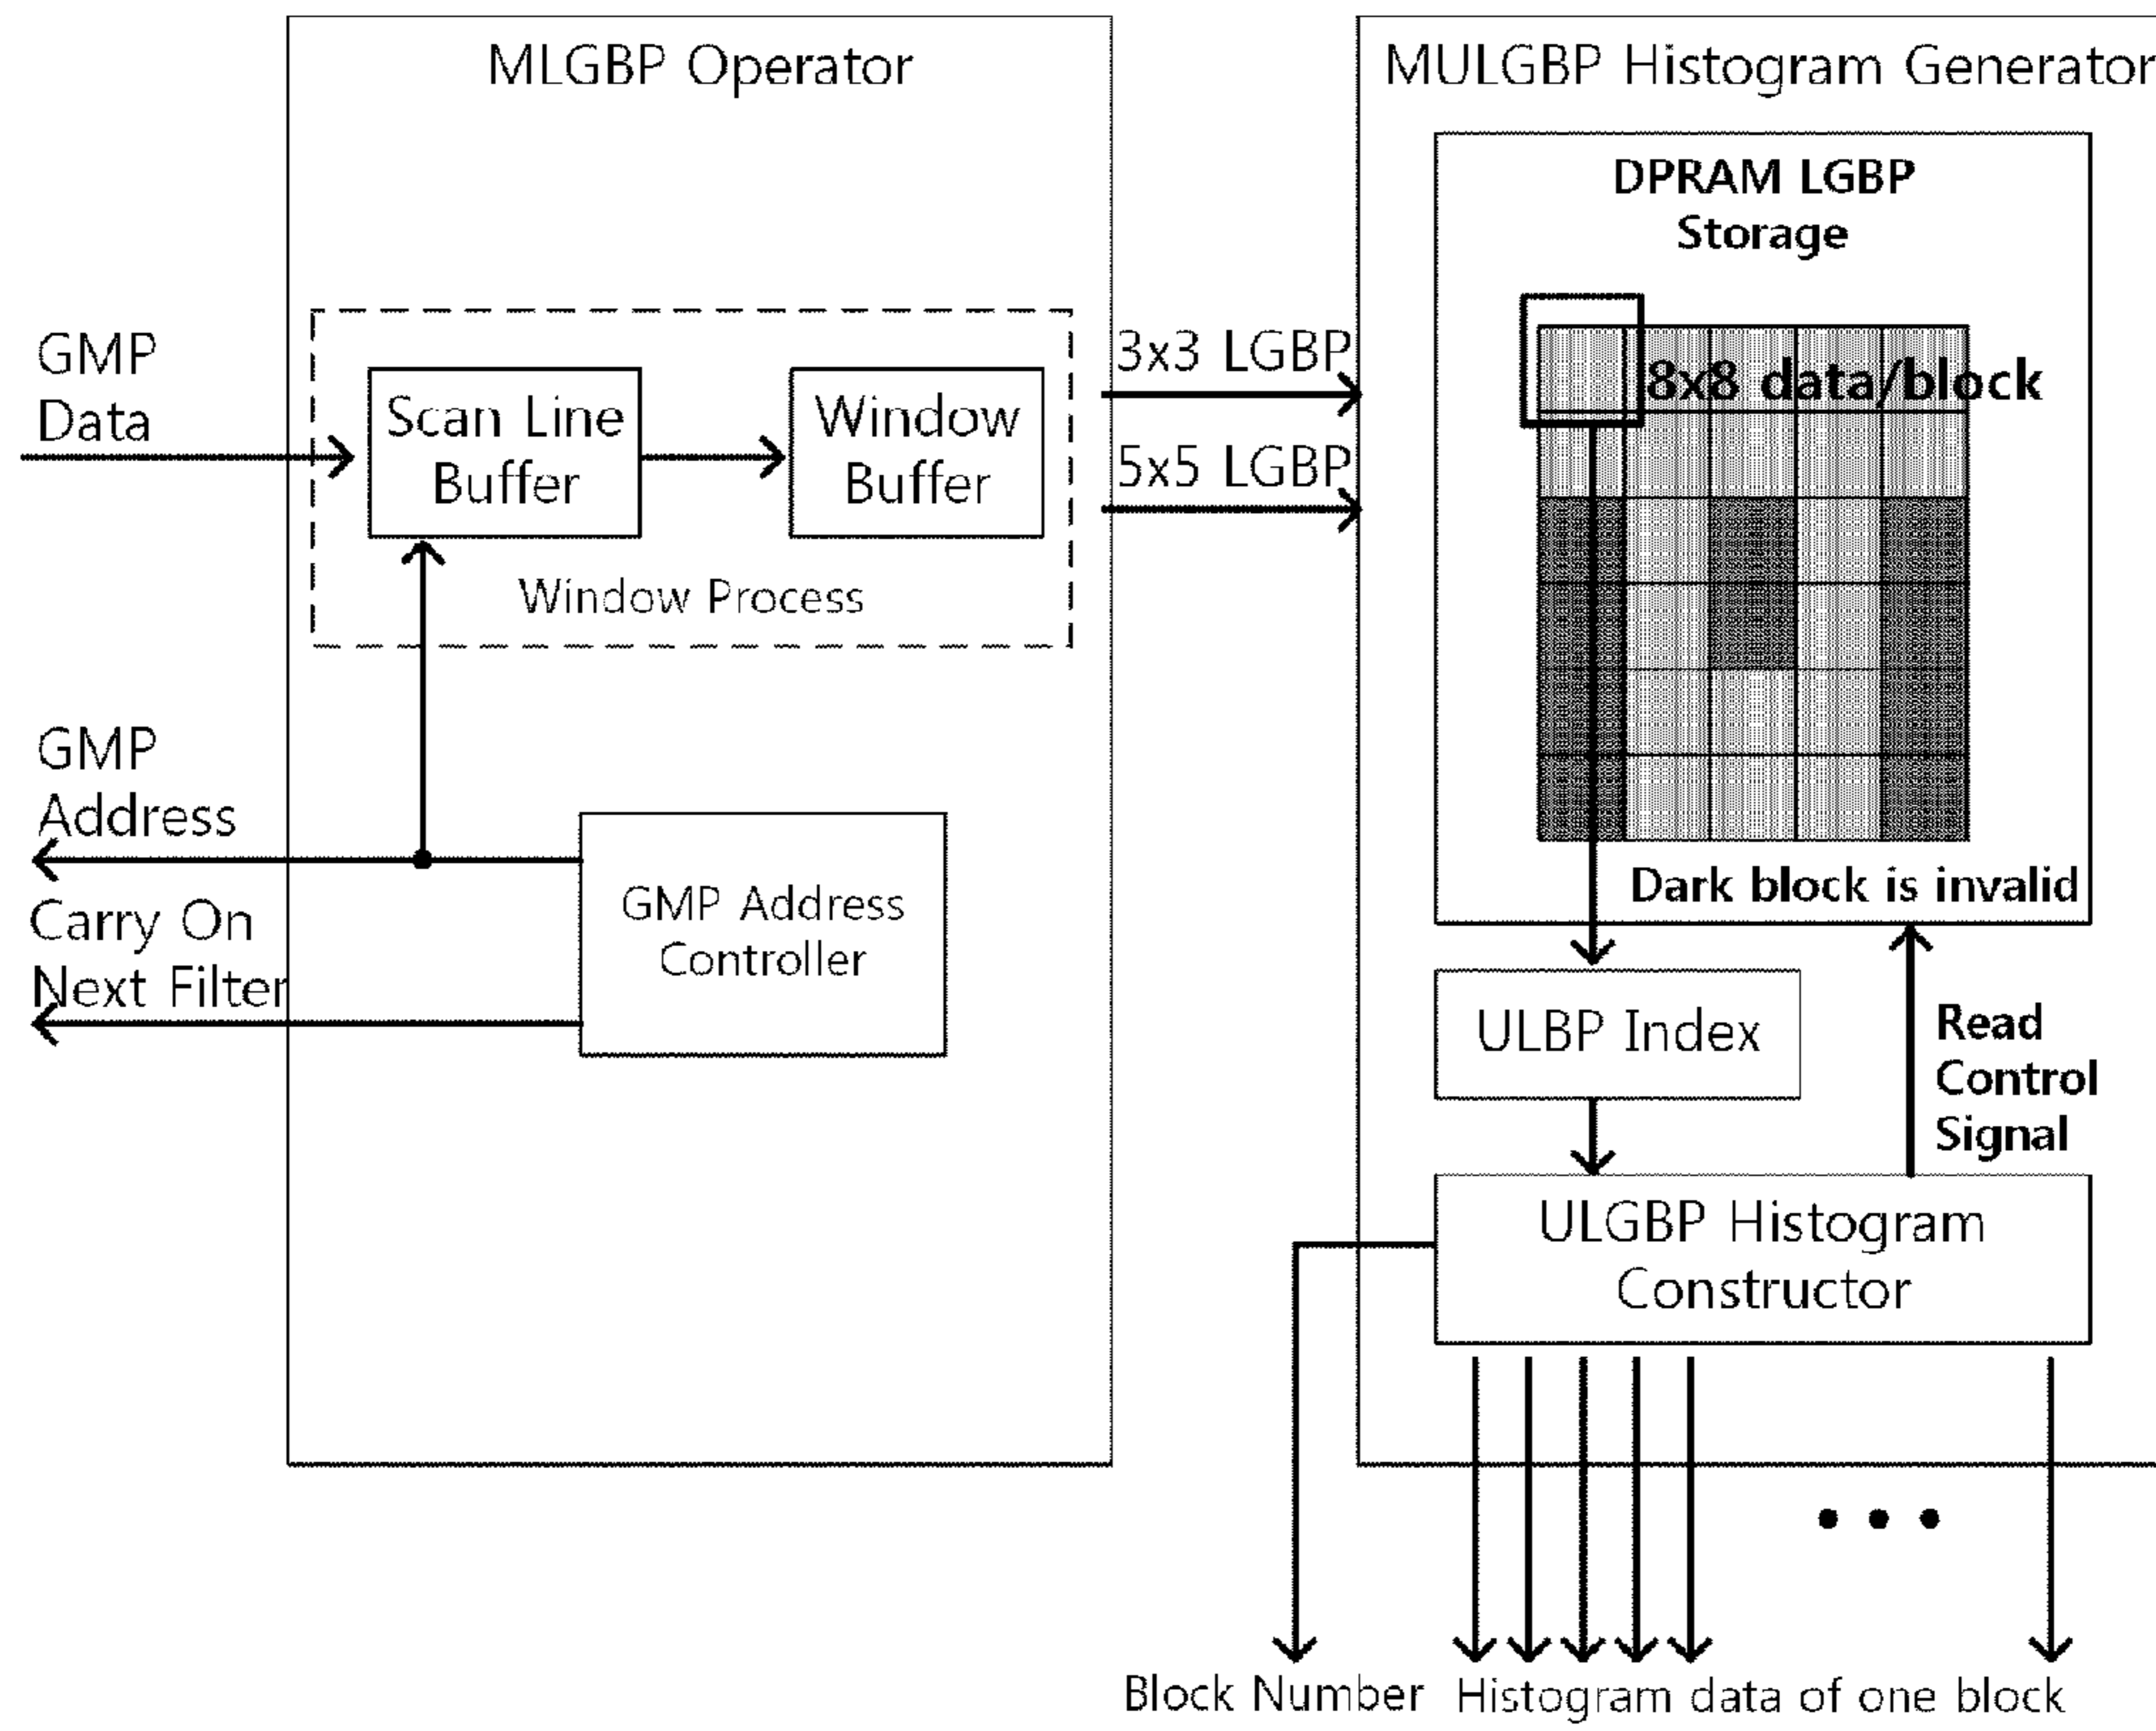 MLGBP Operator
GMP
Data
Scan Line
Buffer
Window
Buffer
Window Process
GMP
Address
Carry On
Next Filter
GMP Address
Controller
3x3 LGBP
5x5 LGBP
MULGBP Histogram Generator
DPRAM LGBP
Storage
8x8 data/block
Dark block is invalid
ULBP Index
Read
Control
Signal
ULGBP Histogram
Constructor
Block Number
Histogram data of one block